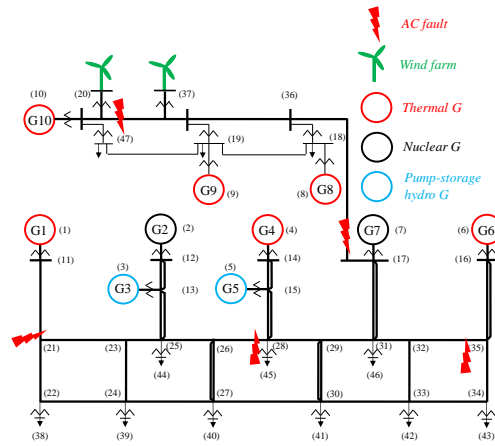 AC fault
(10) (20) (37) (36) Wind farm
G10 Thermal G
(47) (19) (18)
G9 G8 Nuclear G
(9) (8)
Pump-storage
hydro G
G1 (1) G2 (2) G4 (4) G7 (7) (6) G6
(11) (3) (12) (5) (14) (17) (16)
G3 (13) G5 (15)
(21) (23) (25) (26) (28) (29) (31) (32) (35)
(44) (45) (46)
(22) (24) (27) (30) (33) (34)
(38) (39) (40) (41) (42) (43)